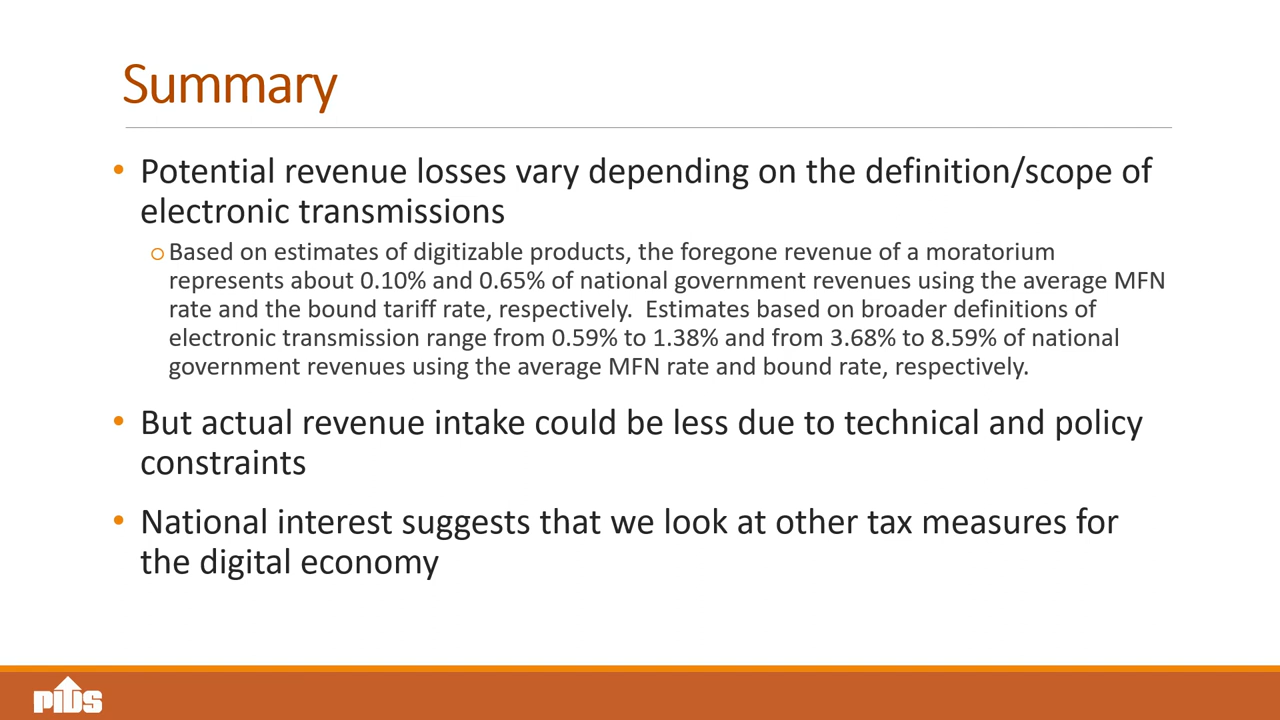 Summary
• Potential revenue losses vary depending on the definition/scope of
electronic transmissions
o Based on estimates of digitizable products, the foregone revenue of a moratorium
represents about 0.10% and 0.65% of national government revenues using the average MFN
rate and the bound tariff rate, respectively.  Estimates based on broader definitions of
electronic transmission range from 0.59% to 1.38% and from 3.68% to 8.59% of national
government revenues using the average MFN rate and bound rate, respectively.
• But actual revenue intake could be less due to technical and policy
constraints
• National interest suggests that we look at other tax measures for
the digital economy
PIDS